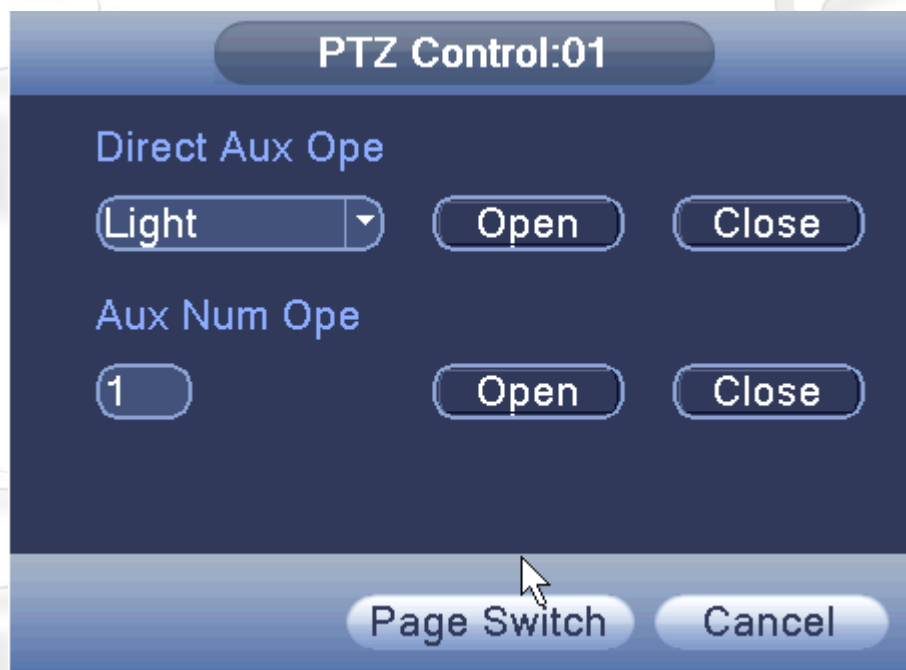 PTZ Control:01
Direct Aux Ope
Light Open Close
Aux Num Ope
1 Open Close
Page Switch Cancel